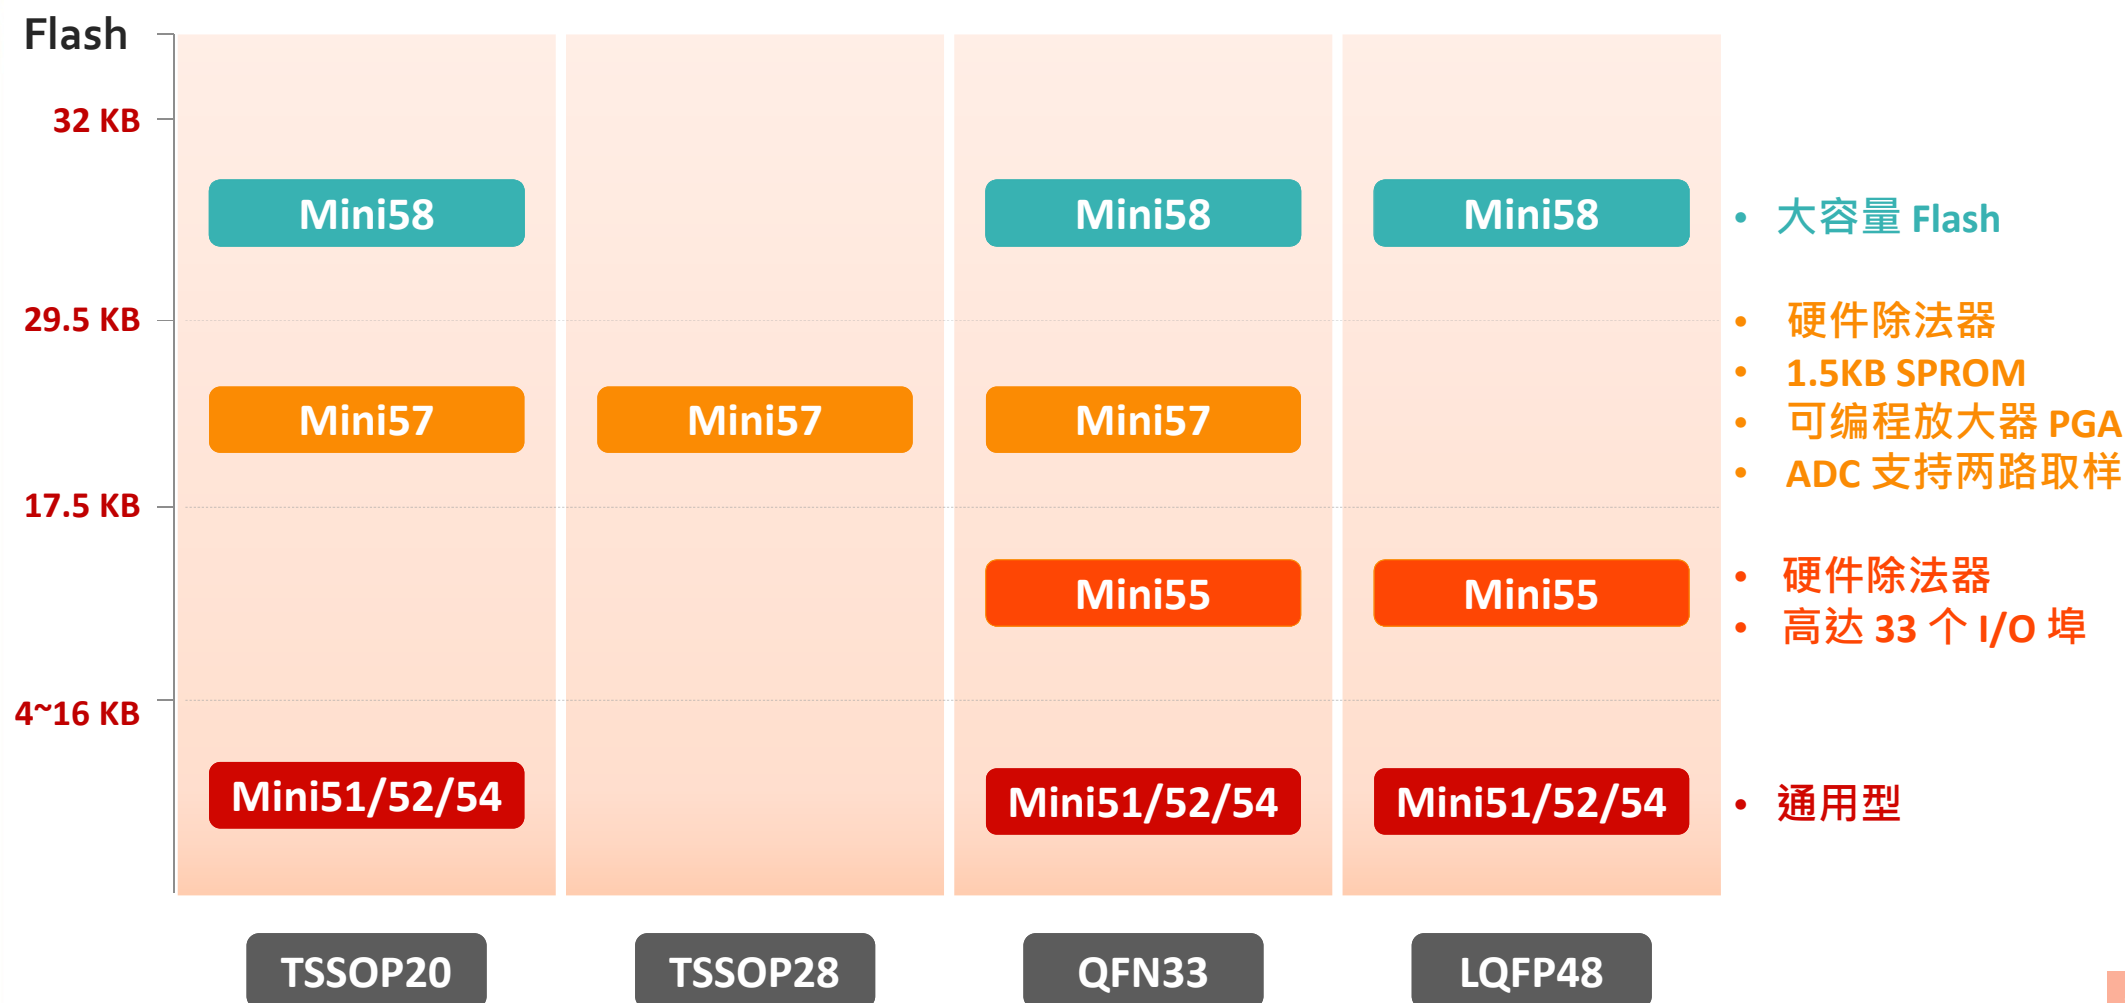 Flash
32 KB
Mini58
Mini58
Mini58
• 大容量 Flash
29.5 KB
• 硬件除法器
• 1.5KB SPROM
Mini57
Mini57
Mini57
• 可编程放大器 PGA
• ADC 支持两路取样
17.5 KB
Mini55
Mini55
• 硬件除法器
• 高达 33 个 I/O 埠
4~16 KB
Mini51/52/54
Mini51/52/54
Mini51/52/54
• 通用型
TSSOP20
TSSOP28
QFN33
LQFP48